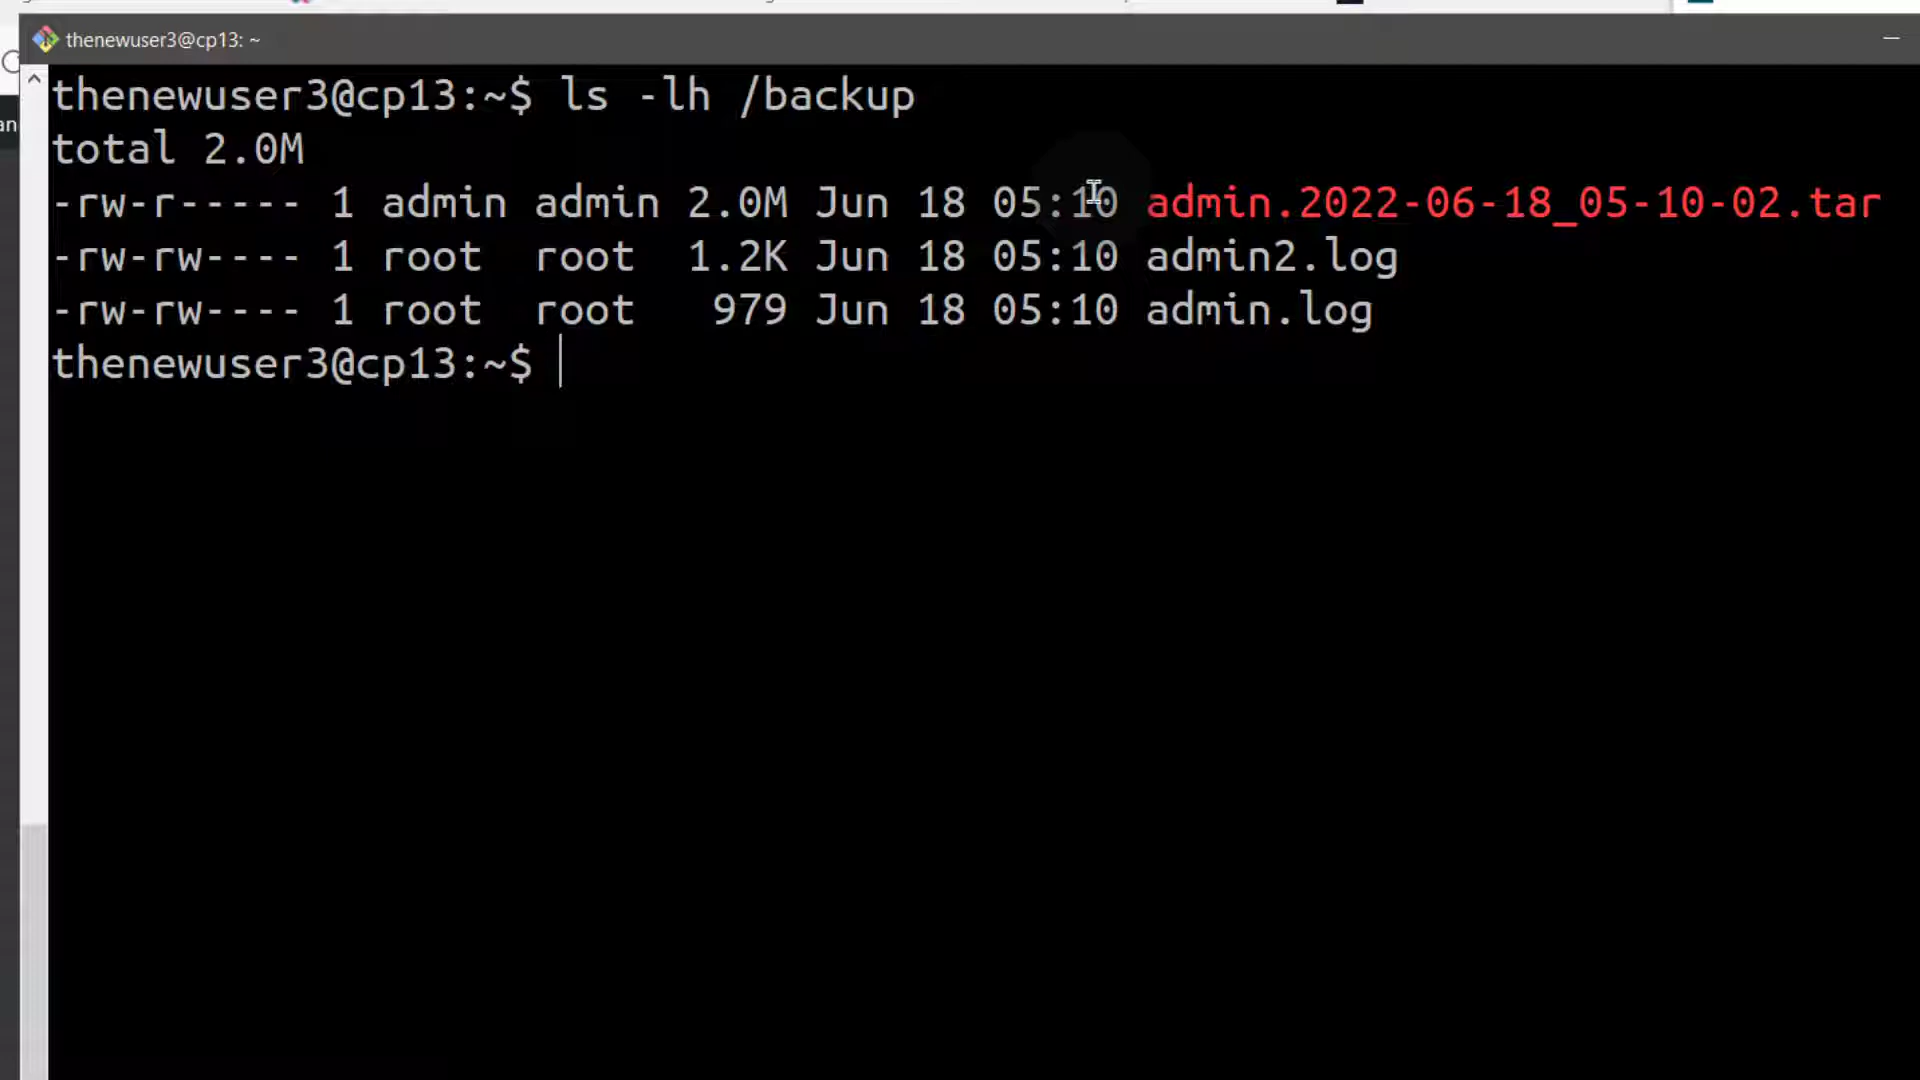 thenewuser3@cp13: ~
an
thenewuser3@cp13:~$ ls -lh /backup
total 2.0M
-rw-r----- 1 admin admin 2.0M Jun 18 05:10 admin.2022-06-18_05-10-02.tar
-rw-rw---- 1 root  root  1.2K Jun 18 05:10 admin2.log
-rw-rw---- 1 root  root   979 Jun 18 05:10 admin.log
thenewuser3@cp13:~$